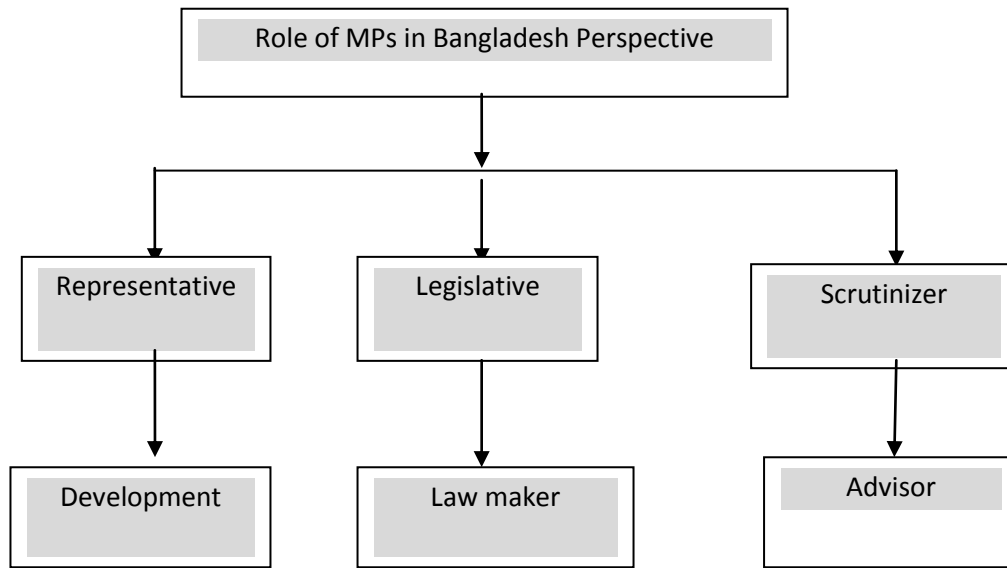 Role of MPs in Bangladesh Perspective
Representative
Legislative
Scrutinizer
Development
Law maker
Advisor